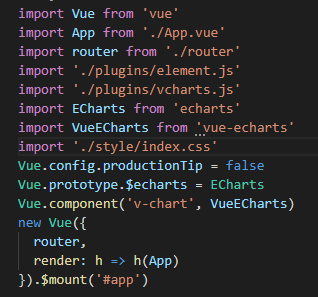 import Vue from 'vue'
import App from './App.vue'
import router from './router'
import './plugins/element.js'
import './plugins/vcharts.js'
import ECharts from 'echarts'
import VueECharts from 'vue-echarts'
import './style/index.css'
Vue.config.productionTip = false
Vue.prototype.$echarts = ECharts
Vue.component('v-chart', VueECharts)
new Vue({
  router,
  render: h => h(App)
}).$mount('#app')